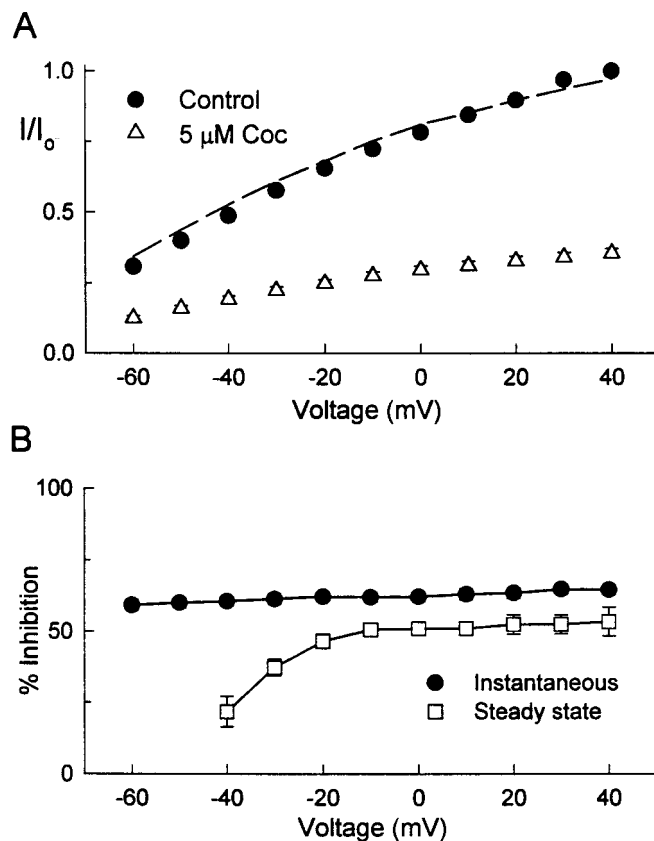 A
1.0
I/Io
Control
5 μM Coc
0.5
0.0
-60 -40 -20 0 20 40
Voltage (mV)
B
100
% Inhibition
50
Instantaneous
Steady state
0
-60 -40 -20 0 20 40
Voltage (mV)